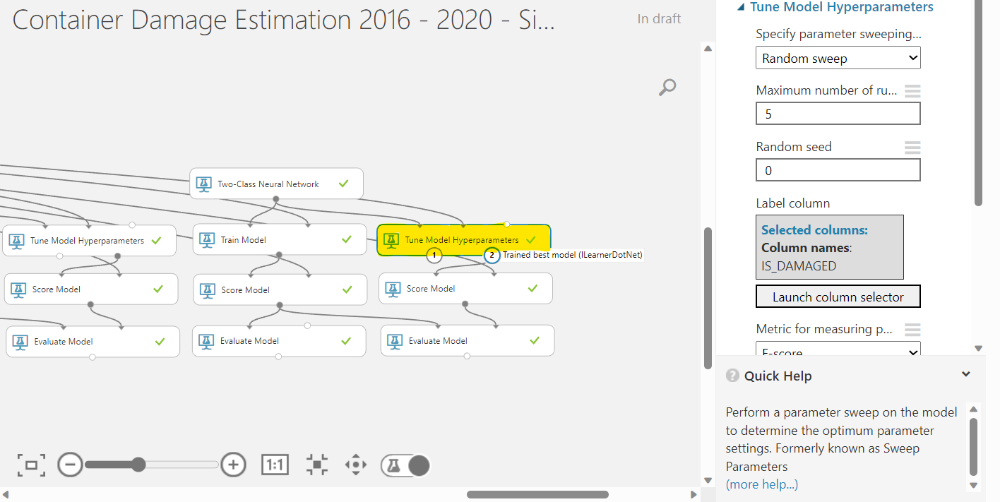 Container Damage Estimation 2016 - 2020 - Si...
In draft
Two-Class Neural Network
Tune Model Hyperparameters
Train Model
Tune Model Hyperparameters
1
2
Trained best model (ILearnerDotNet)
Score Model
Score Model
Score Model
Evaluate Model
Evaluate Model
Evaluate Model
1:1
Tune Model Hyperparameters
Specify parameter sweeping...
Random sweep
Maximum number of ru...
5
Random seed
0
Label column
Selected columns:
Column names:
IS_DAMAGED
Launch column selector
Metric for measuring p...
F-score
? Quick Help
Perform a parameter sweep on the model
to determine the optimum parameter
settings. Formerly known as Sweep
Parameters
(more help...)